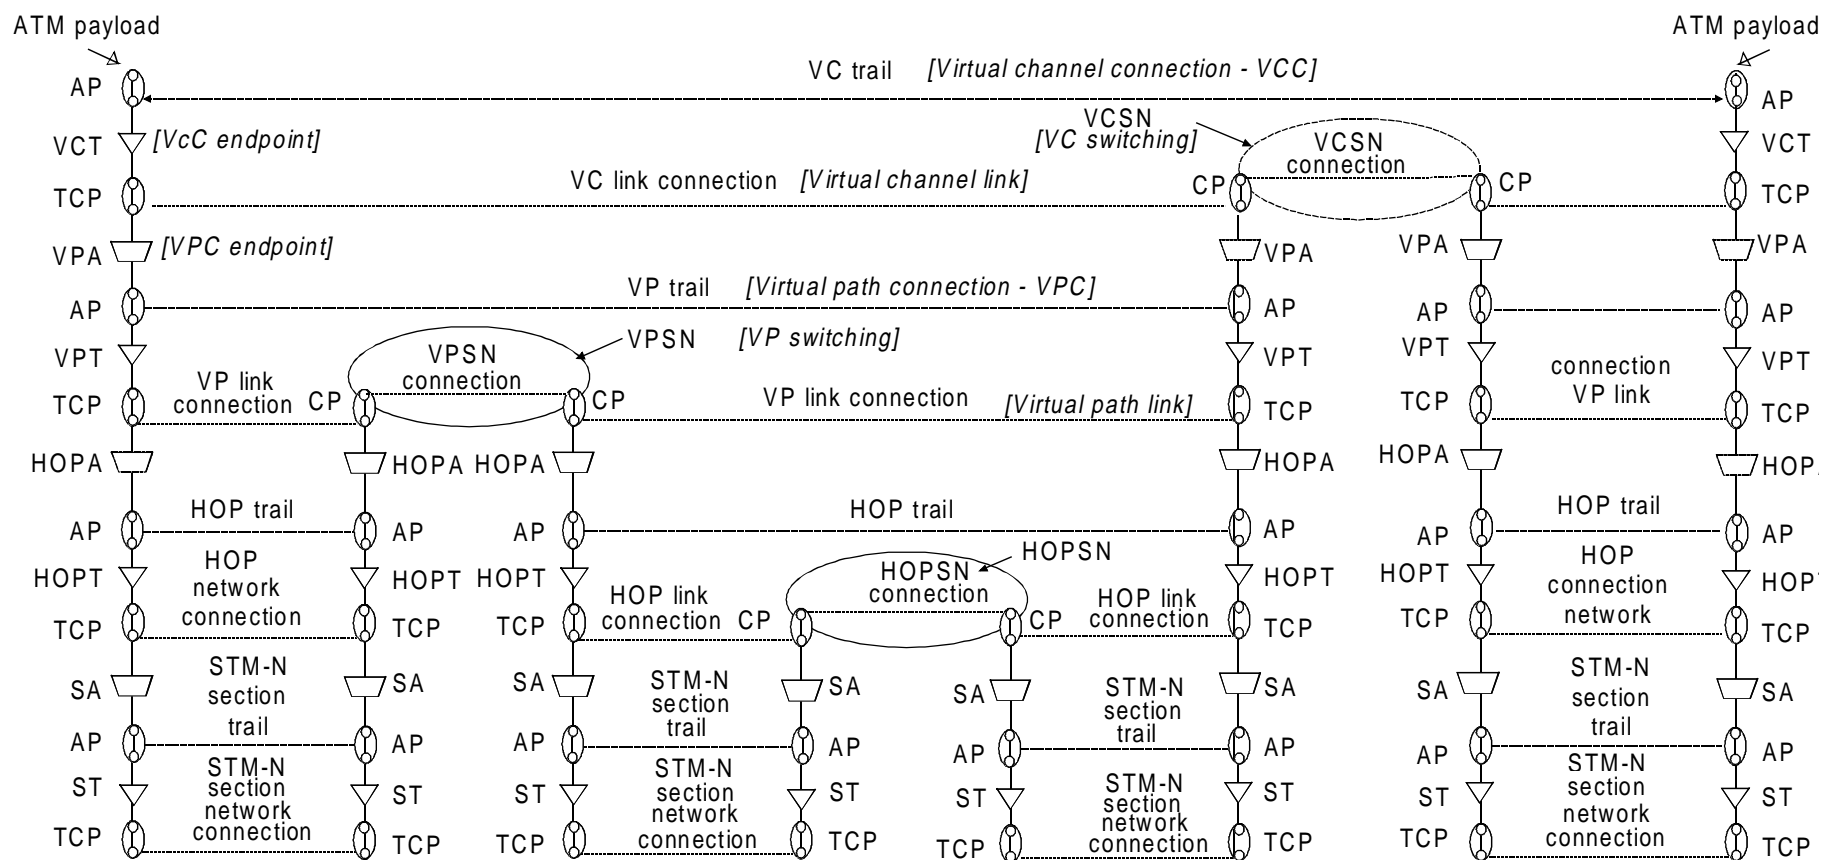 ATM payload
ATM payload
VC trail [Virtual channel connection - VCC]
AP
AP
VCSN
[VC switching]
VCSN
connection
VCT [VcC endpoint]
VCT
VC link connection [Virtual channel link]
CP
CP
TCP
TCP
VPA [VPC endpoint]
VPA
VPA
VPA
VP trail [Virtual path connection - VPC]
AP
AP
AP
AP
VPSN [VP switching]
VPSN
connection
VPT
VPT
VPT
VPT
VP link
connection
CP
CP
VP link connection [Virtual path link]
connection
VP link
TCP
TCP
TCP
TCP
HOPA
HOPA
HOPA
HOPA
HOPA
HOP
HOP trail
HOP trail
HOP trail
AP
AP
AP
AP
AP
AP
HOP
network
connection
HOPSN
HOPSN
connection
HOP
connection
network
HOPT
HOPT
HOPT
HOPT
HOPT
HOP
HOP link
connection
CP
CP
HOP link
connection
TCP
TCP
TCP
TCP
TCP
TCP
STM-N
section
trail
STM-N
section
trail
STM-N
section
trail
STM-N
section
trail
SA
SA
SA
SA
SA
SA
SA
SA
AP
AP
AP
AP
AP
AP
AP
AP
STM-N
section
network
connection
STM-N
section
network
connection
STM-N
section
network
connection
STM-N
section
network
connection
ST
ST
ST
ST
ST
ST
ST
ST
TCP
TCP
TCP
TCP
TCP
TCP
TCP
TCP